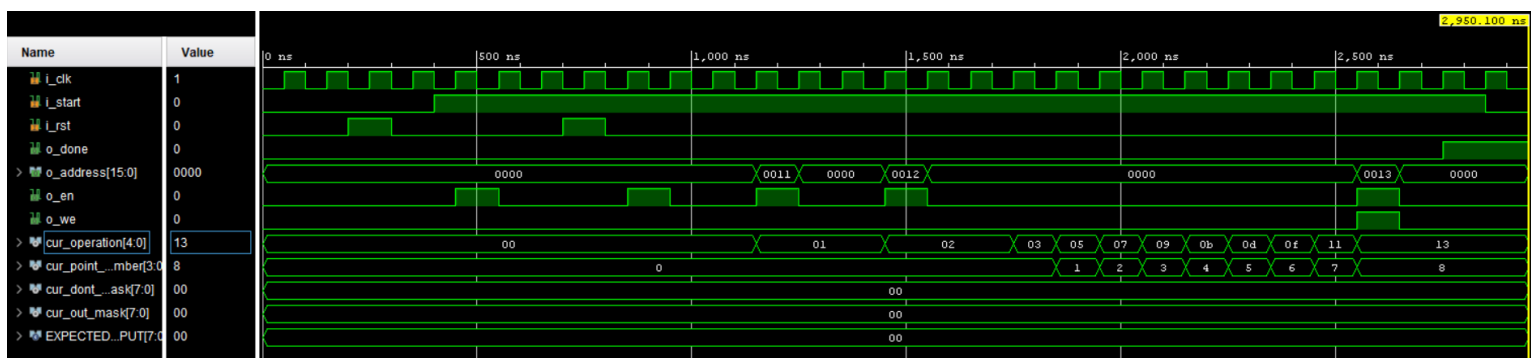 2,950.100 ns
Name Value 0 ns 500 ns 1,000 ns 1,500 ns 2,000 ns 2,500 ns
i_clk 1
i_start 0
i_rst 0
o_done 0
> o_address[15:0] 0000 0000 0011 0000 0012 0000 0013 0000
o_en 0
o_we 0
> cur_operation[4:0] 13 00 01 02 03 05 07 09 0b 0d 0f 11 13
> cur_point_...mber[3:0 8 0 1 2 3 4 5 6 7 8
> cur_dont_...ask[7:0] 00 00
> cur_out_mask[7:0] 00 00
> EXPECTED...PUT[7:0 00 00